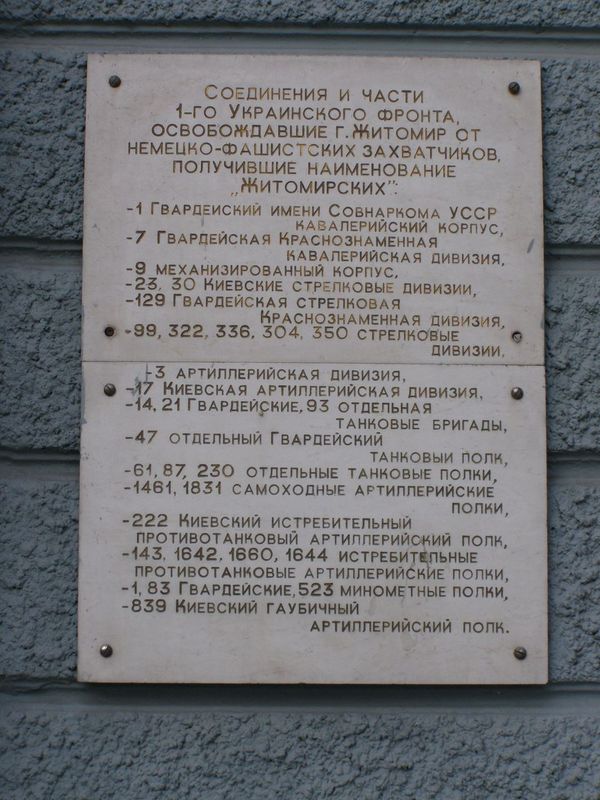 Соединения и части
1-го Украинского фронта,
освобождавшие г. Житомир от
немецко-фашистских захватчиков,
получившие наименование
„Житомирских":
-1 Гвардейский имени Совнаркома УССР
кавалерийский корпус,
-7 Гвардейская Краснознаменная
кавалерийская дивизия,
-9 механизированный корпус,
-23, 30 Киевские стрелковые дивизии,
-129 Гвардейская стрелковая
Краснознаменная дивизия,
-99, 322, 336, 304, 350 стрелковые
дивизии.
-3 артиллерийская дивизия,
-17 Киевская артиллерийская дивизия,
-14, 21 Гвардейские, 93 отдельная
танковые бригады,
-47 отдельный Гвардейский
танковый полк,
-61, 87, 230 отдельные танковые полки,
-1461, 1831 самоходные артиллерийские
полки,
-222 Киевский истребительный
противотанковый артиллерийский полк,
-143, 1642, 1660, 1644 истребительные
противотанковые артиллерийские полки,
-1, 83 Гвардейские, 523 минометные полки,
-839 Киевский гаубичный
артиллерийский полк.